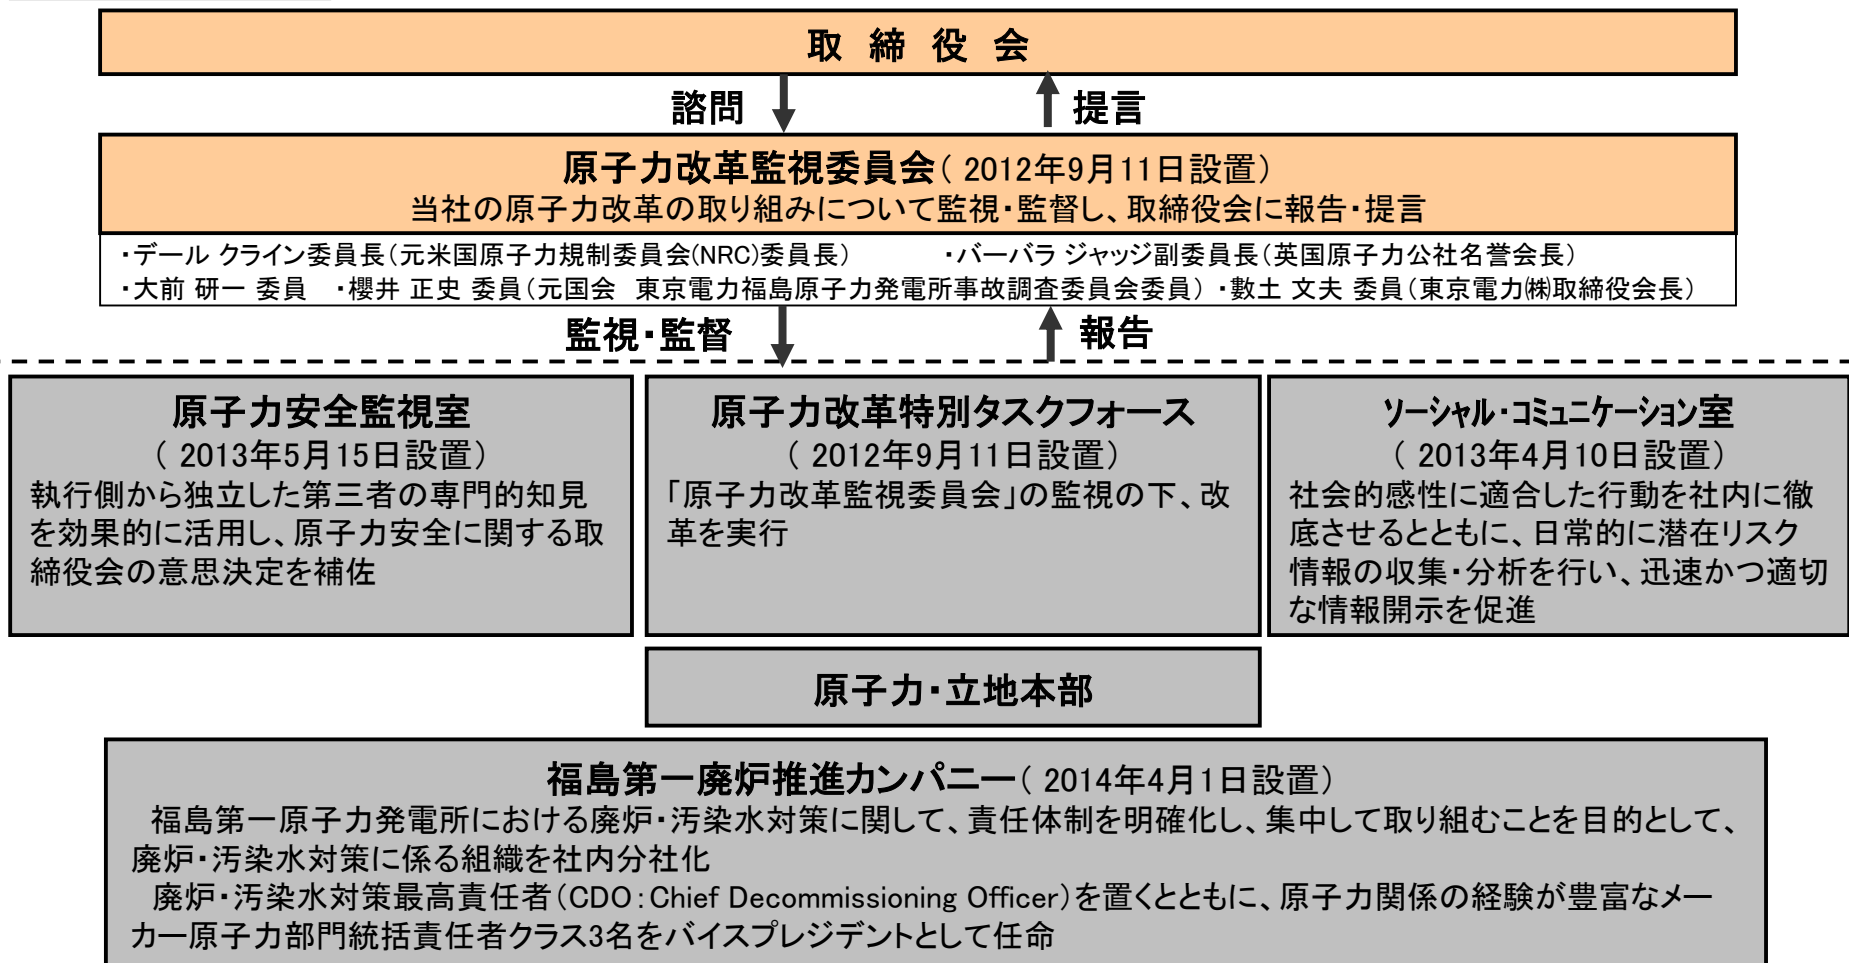 取 締 役 会
諮問 提言
原子力改革監視委員会( 2012年9月11日設置)
当社の原子力改革の取り組みについて監視・監督し、取締役会に報告・提言
・デール クライン委員長(元米国原子力規制委員会(NRC)委員長) ・バーバラ ジャッジ副委員長(英国原子力公社名誉会長)
・大前 研一 委員 ・櫻井 正史 委員(元国会 東京電力福島原子力発電所事故調査委員会委員) ・數土 文夫 委員(東京電力㈱取締役会長)
監視・監督 報告
原子力安全監視室
( 2013年5月15日設置)
執行側から独立した第三者の専門的知見
を効果的に活用し、原子力安全に関する取
締役会の意思決定を補佐
原子力改革特別タスクフォース
( 2012年9月11日設置)
「原子力改革監視委員会」の監視の下、改
革を実行
ソーシャル・コミュニケーション室
( 2013年4月10日設置)
社会的感性に適合した行動を社内に徹
底させるとともに、日常的に潜在リスク
情報の収集・分析を行い、迅速かつ適切
な情報開示を促進
原子力・立地本部
福島第一廃炉推進カンパニー( 2014年4月1日設置)
福島第一原子力発電所における廃炉・汚染水対策に関して、責任体制を明確化し、集中して取り組むことを目的として、
廃炉・汚染水対策に係る組織を社内分社化
廃炉・汚染水対策最高責任者(CDO:Chief Decommissioning Officer)を置くとともに、原子力関係の経験が豊富なメー
カー原子力部門統括責任者クラス3名をバイスプレジデントとして任命